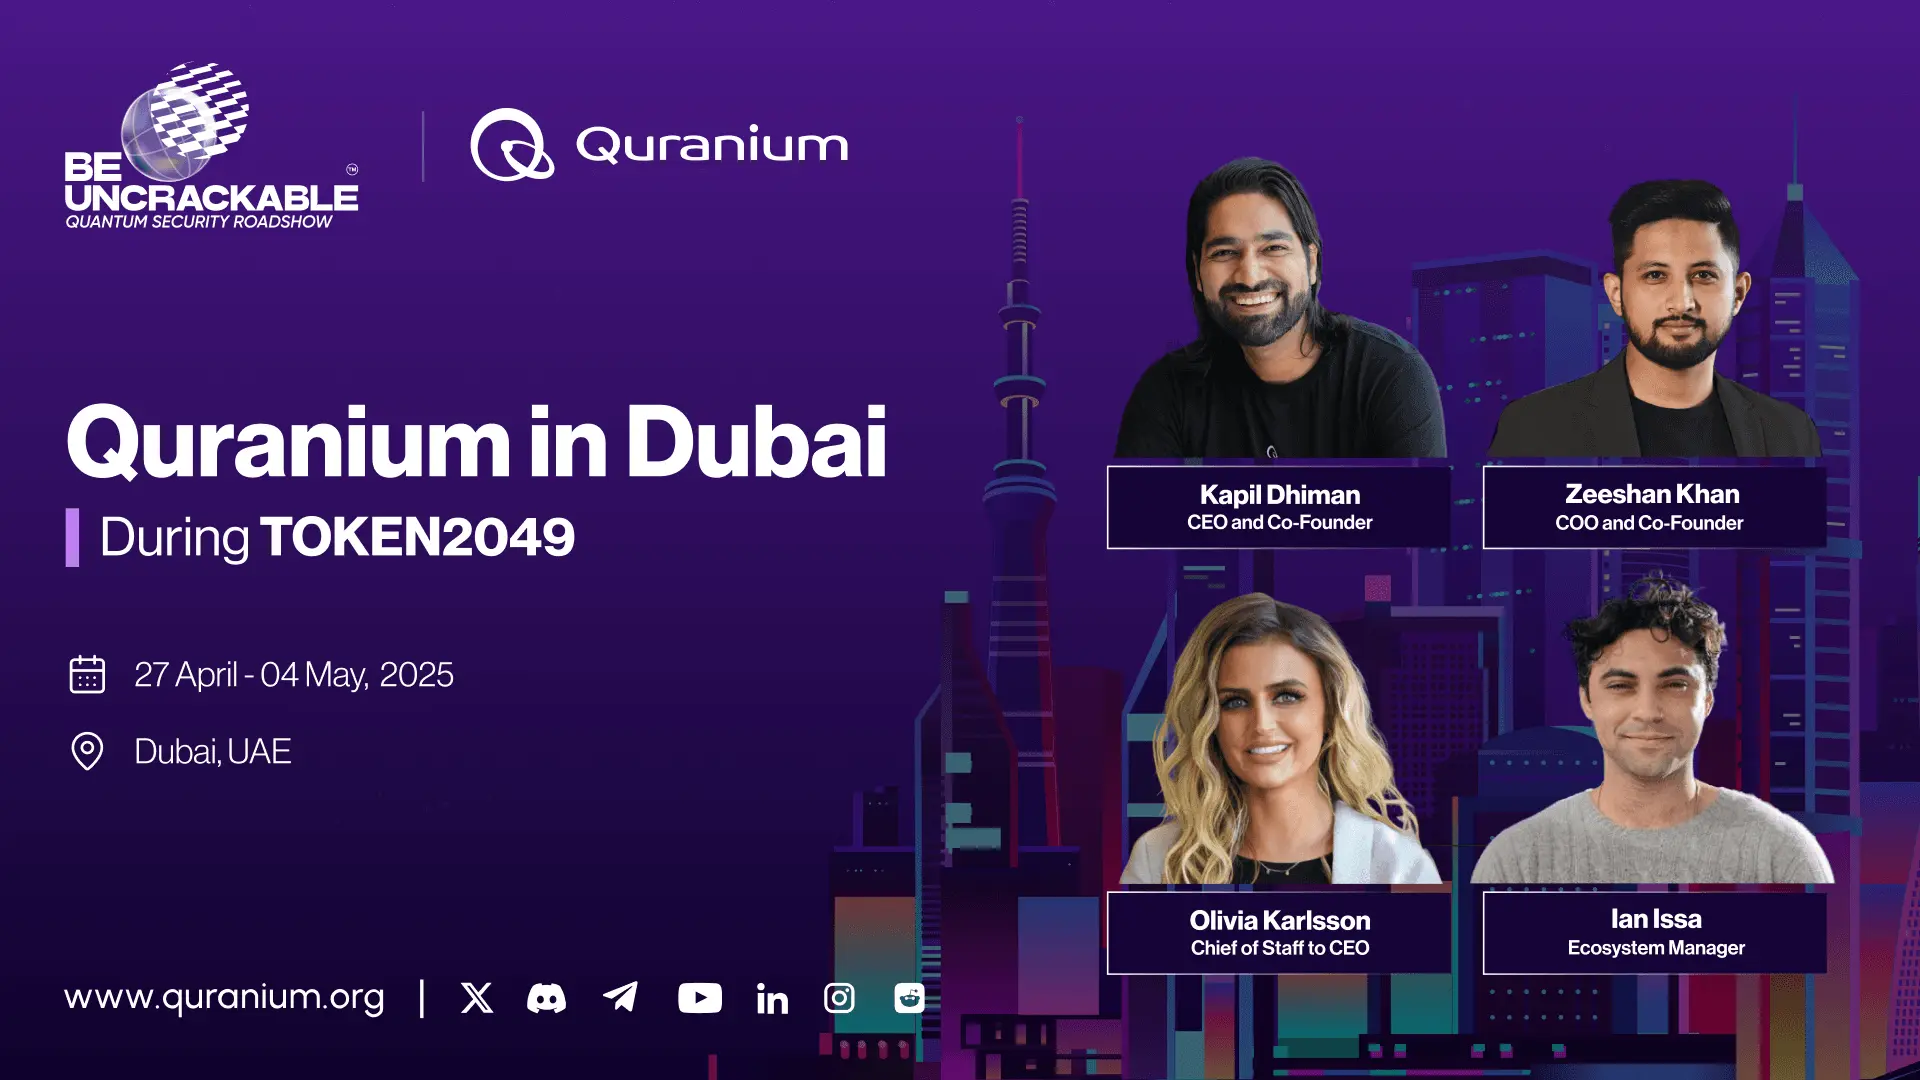 BE
UNCRACKABLE ™
QUANTUM SECURITY ROADSHOW
Quranium
Quranium in Dubai
During TOKEN2049
27 April - 04 May, 2025
Dubai, UAE
www.quranium.org
Kapil Dhiman
CEO and Co-Founder
Zeeshan Khan
COO and Co-Founder
Olivia Karlsson
Chief of Staff to CEO
Ian Issa
Ecosystem Manager